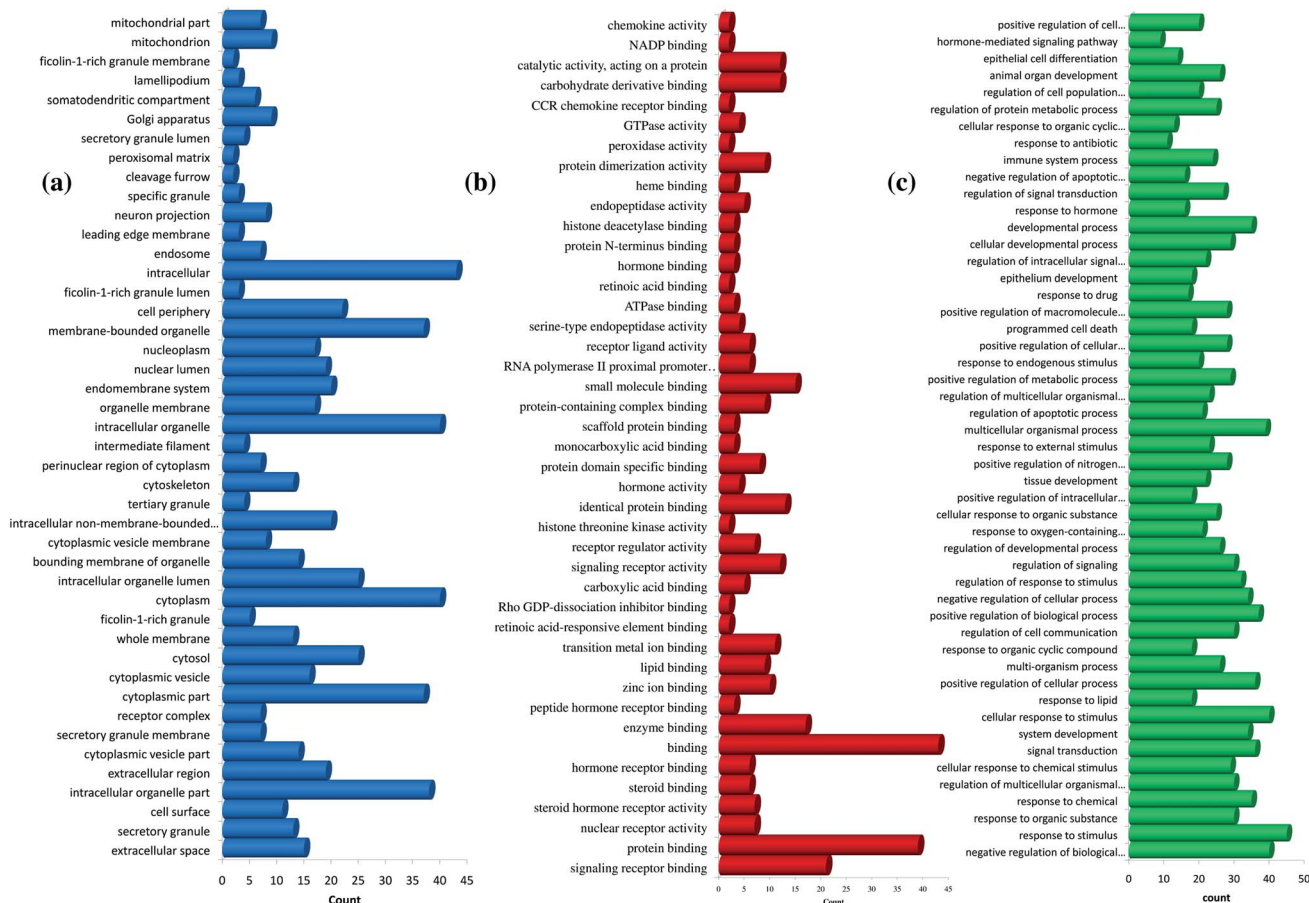 mitochondrial part
mitochondrion
ficolin-1-rich granule membrane
lamellipodium
somatodendritic compartment
Golgi apparatus
secretory granule lumen
peroxisomal matrix
(a)
cleavage furrow
specific granule
neuron projection
leading edge membrane
endosome
intracellular
ficolin-1-rich granule lumen
cell periphery
membrane-bounded organelle
nucleoplasm
nuclear lumen
endomembrane system
organelle membrane
intracellular organelle
intermediate filament
perinuclear region of cytoplasm
cytoskeleton
tertiary granule
intracellular non-membrane-bounded...
cytoplasmic vesicle membrane
bounding membrane of organelle
intracellular organelle lumen
cytoplasm
ficolin-1-rich granule
whole membrane
cytosol
cytoplasmic vesicle
cytoplasmic part
receptor complex
secretory granule membrane
cytoplasmic vesicle part
extracellular region
intracellular organelle part
cell surface
secretory granule
extracellular space
0 5 10 15 20 25 30 35 40 45
Count
chemokine activity
NADP binding
catalytic activity, acting on a protein
carbohydrate derivative binding
CCR chemokine receptor binding
GTPase activity
peroxidase activity
protein dimerization activity
(b)
heme binding
endopeptidase activity
histone deacetylase binding
protein N-terminus binding
hormone binding
retinoic acid binding
ATPase binding
serine-type endopeptidase activity
receptor ligand activity
RNA polymerase II proximal promoter..
small molecule binding
protein-containing complex binding
scaffold protein binding
monocarboxylic acid binding
protein domain specific binding
hormone activity
identical protein binding
histone threonine kinase activity
receptor regulator activity
signaling receptor activity
carboxylic acid binding
Rho GDP-dissociation inhibitor binding
retinoic acid-responsive element binding
transition metal ion binding
lipid binding
zinc ion binding
peptide hormone receptor binding
enzyme binding
binding
hormone receptor binding
steroid binding
steroid hormone receptor activity
nuclear receptor activity
protein binding
signaling receptor binding
0 5 10 15 20 25 30 35 40 45
Count
positive regulation of cell...
hormone-mediated signaling pathway
epithelial cell differentiation
animal organ development
regulation of cell population...
regulation of protein metabolic process
cellular response to organic cyclic...
response to antibiotic
immune system process
(c)
negative regulation of apoptotic...
regulation of signal transduction
response to hormone
developmental process
cellular developmental process
regulation of intracellular signal...
epithelium development
response to drug
positive regulation of macromolecule...
programmed cell death
positive regulation of cellular...
response to endogenous stimulus
positive regulation of metabolic process
regulation of multicellular organismal...
regulation of apoptotic process
multicellular organismal process
response to external stimulus
positive regulation of nitrogen...
tissue development
positive regulation of intracellular...
cellular response to organic substance
response to oxygen-containing...
regulation of developmental process
regulation of signaling
regulation of response to stimulus
negative regulation of cellular process
positive regulation of biological process
regulation of cell communication
response to organic cyclic compound
multi-organism process
positive regulation of cellular process
response to lipid
cellular response to stimulus
system development
signal transduction
cellular response to chemical stimulus
regulation of multicellular organismal...
response to chemical
response to organic substance
response to stimulus
negative regulation of biological...
0 10 20 30 40 50
count